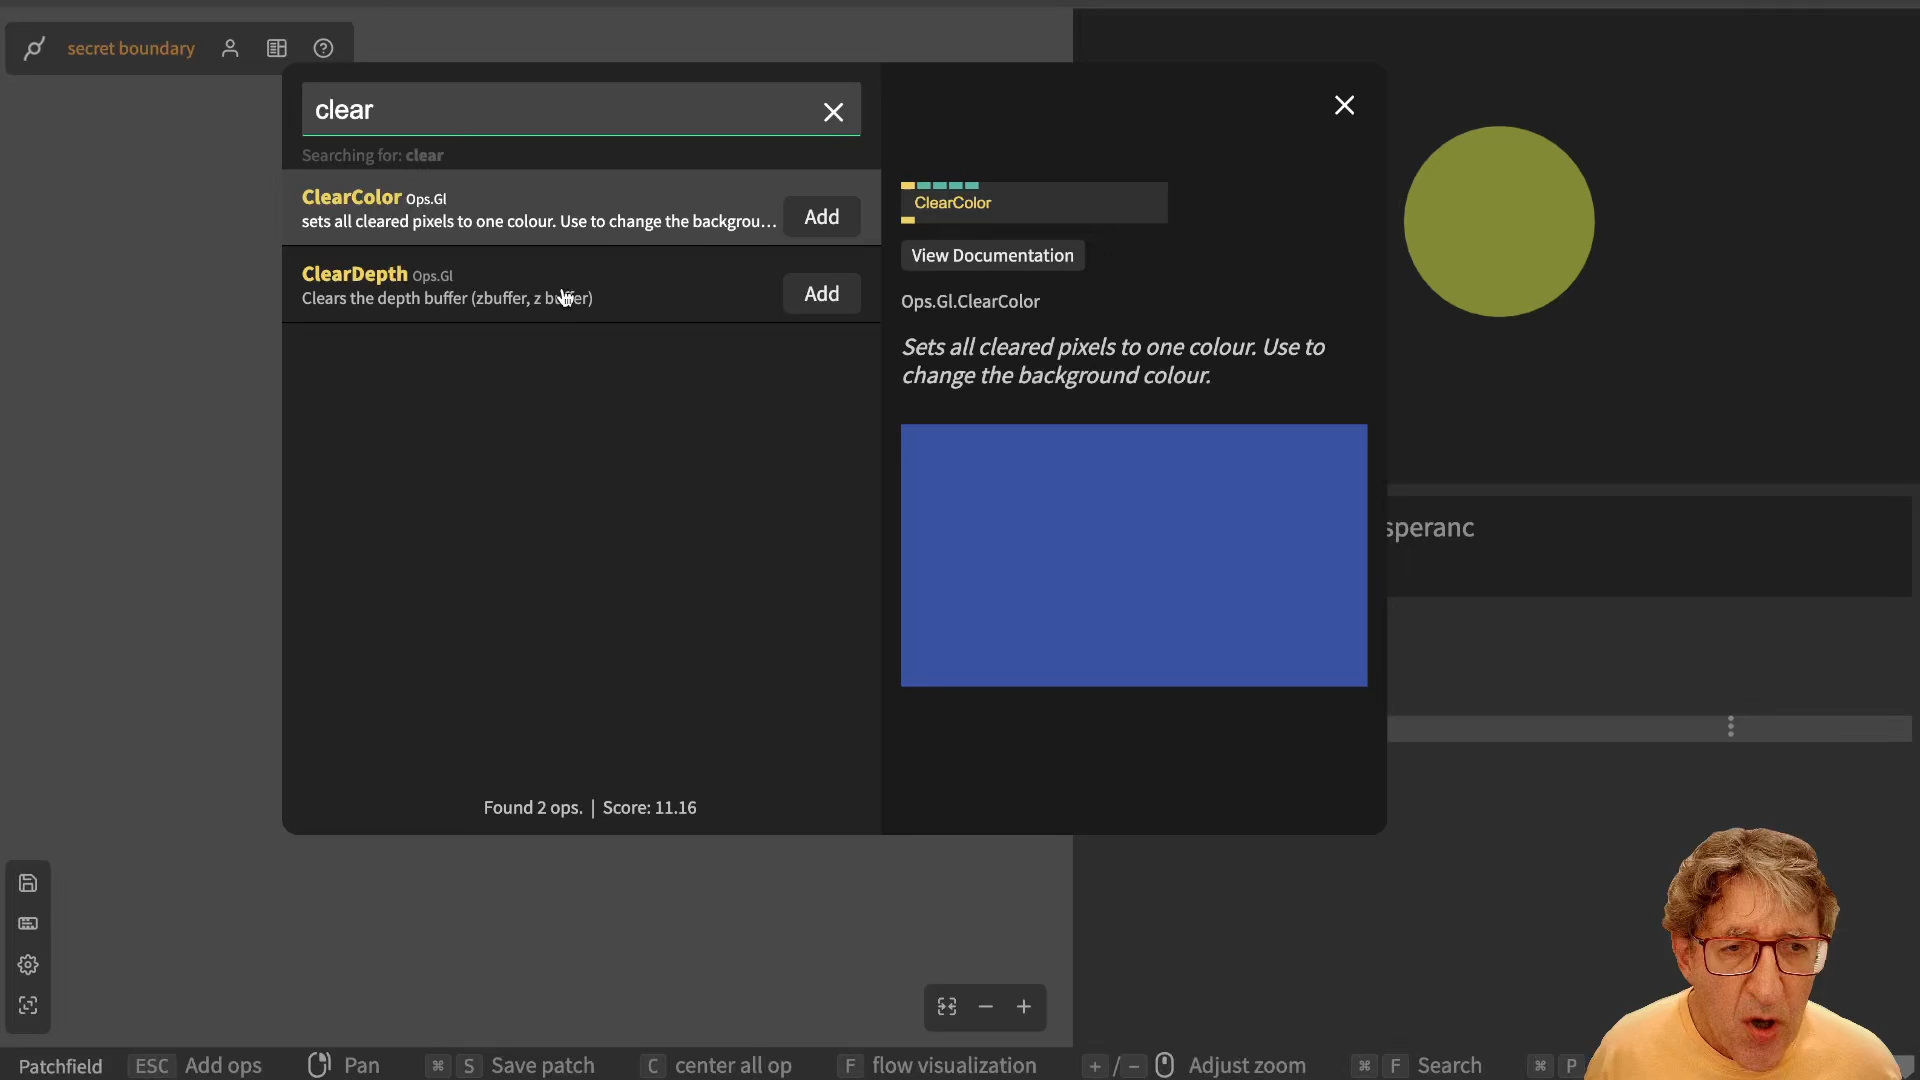 secret boundary
clear
Searching for: clear
ClearColor Ops.Gl
sets all cleared pixels to one colour. Use to change the backgrou...
Add
ClearDepth Ops.Gl
Clears the depth buffer (zbuffer, z buffer)
Add
Found 2 ops. | Score: 11.16
ClearColor
View Documentation
Ops.Gl.ClearColor
Sets all cleared pixels to one colour. Use to
change the background colour.
speranc
Patchfield ESC Add ops Pan ⌘ S Save patch C center all op F flow visualization + / - Adjust zoom ⌘ F Search ⌘ P